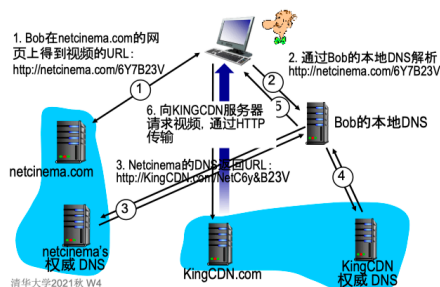 1. Bob在netcinema.com的网
页上得到视频的URL:
http://netcinema.com/6Y7B23V
2. 通过Bob的本地DNS解析
http://netcinema.com/6Y7B23V
1
2
5
6. 向KINGCDN服务器
请求视频, 通过HTTP
传输
Bob的本地DNS
netcinema.com
3. Netcinema的DNS返回URL:
http://KingCDN.com/NetC6y&B23V
3
4
netcinema's
权威 DNS
KingCDN.com
KingCDN
权威 DNS
清华大学2021秋 W4